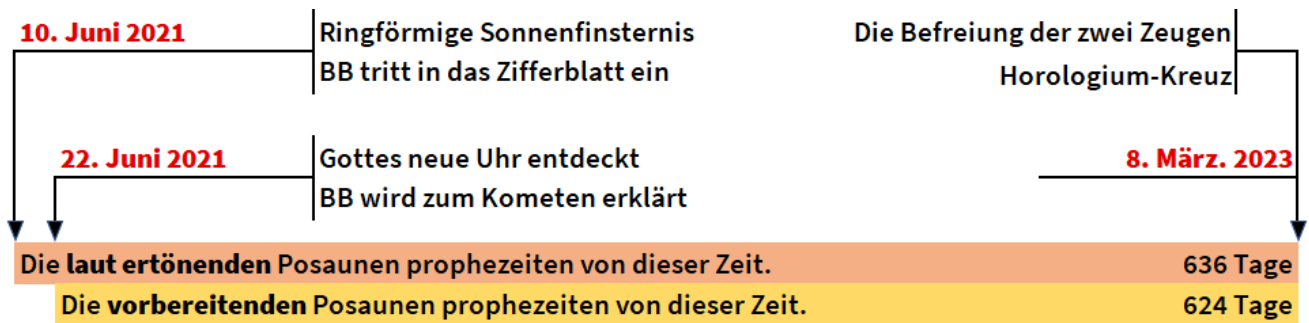 10. Juni 2021
Ringförmige Sonnenfinsternis
BB tritt in das Zifferblatt ein
Die Befreiung der zwei Zeugen
Horologium-Kreuz
22. Juni 2021
Gottes neue Uhr entdeckt
BB wird zum Kometen erklärt
8. März. 2023
Die laut ertönenden Posaunen prophezeiten von dieser Zeit. 636 Tage
Die vorbereitenden Posaunen prophezeiten von dieser Zeit. 624 Tage